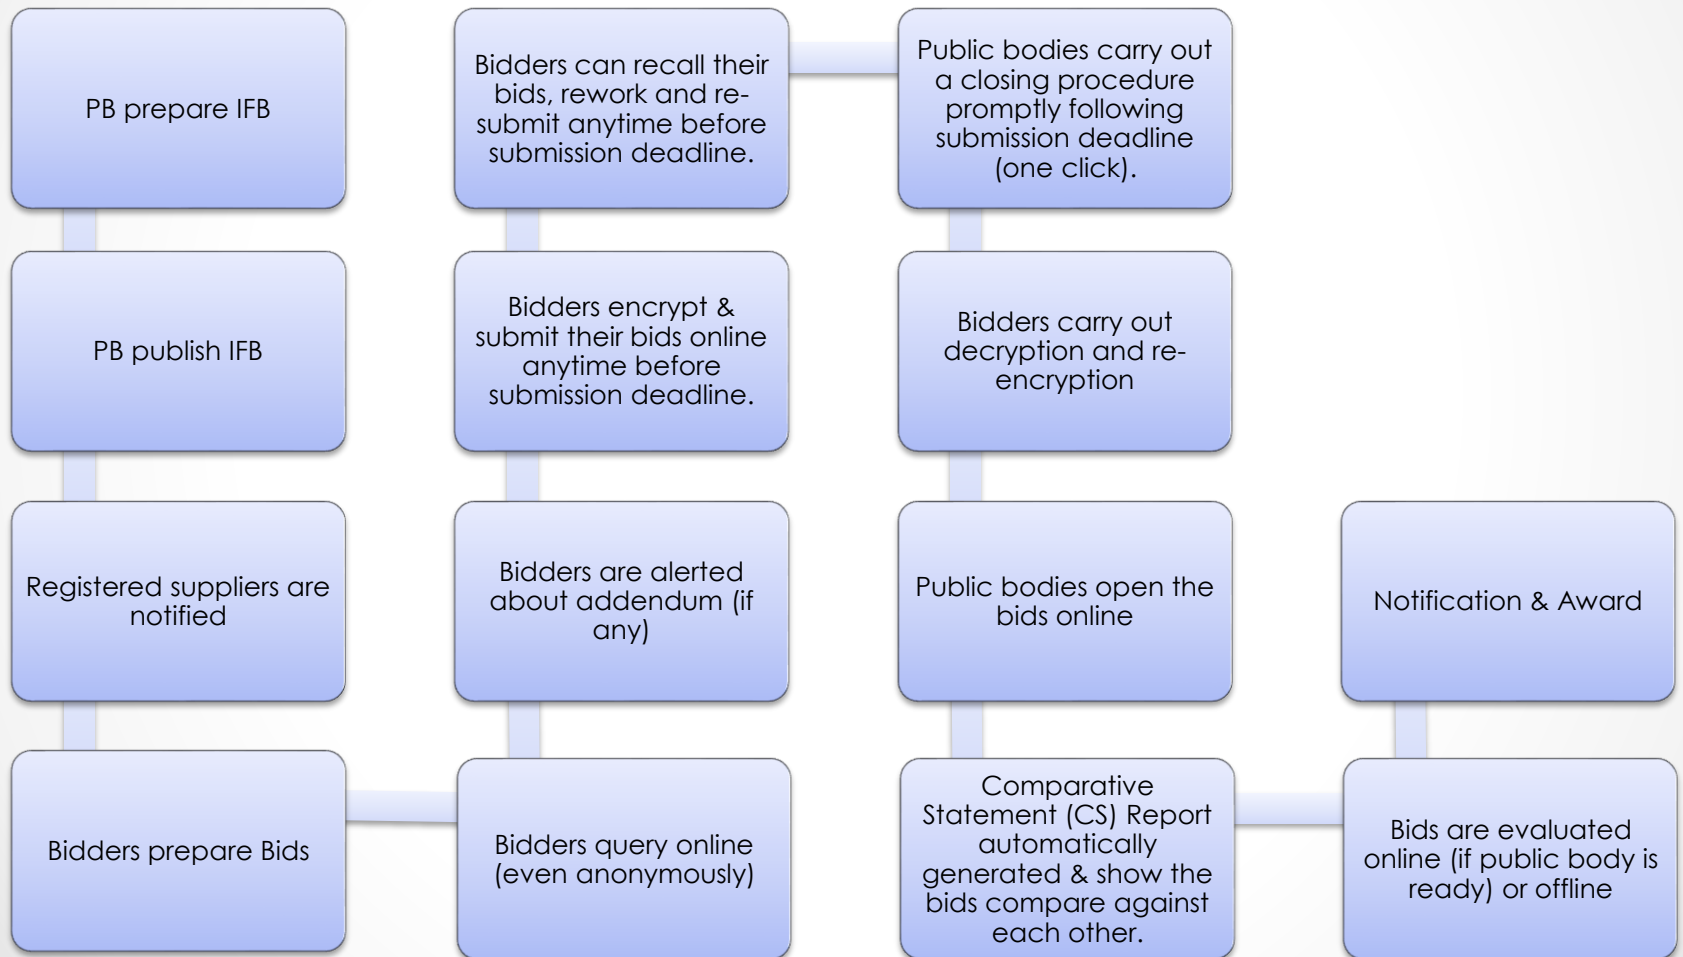 PB prepare IFB
PB publish IFB
Registered suppliers are
notified
Bidders prepare Bids
Bidders query online
(even anonymously)
Bidders are alerted
about addendum (if
any)
Bidders encrypt &
submit their bids online
anytime before
submission deadline.
Bidders can recall their
bids, rework and re-
submit anytime before
submission deadline.
Public bodies carry out
a closing procedure
promptly following
submission deadline
(one click).
Bidders carry out
decryption and re-
encryption
Public bodies open the
bids online
Comparative
Statement (CS) Report
automatically
generated & show the
bids compare against
each other.
Bids are evaluated
online (if public body is
ready) or offline
Notification & Award